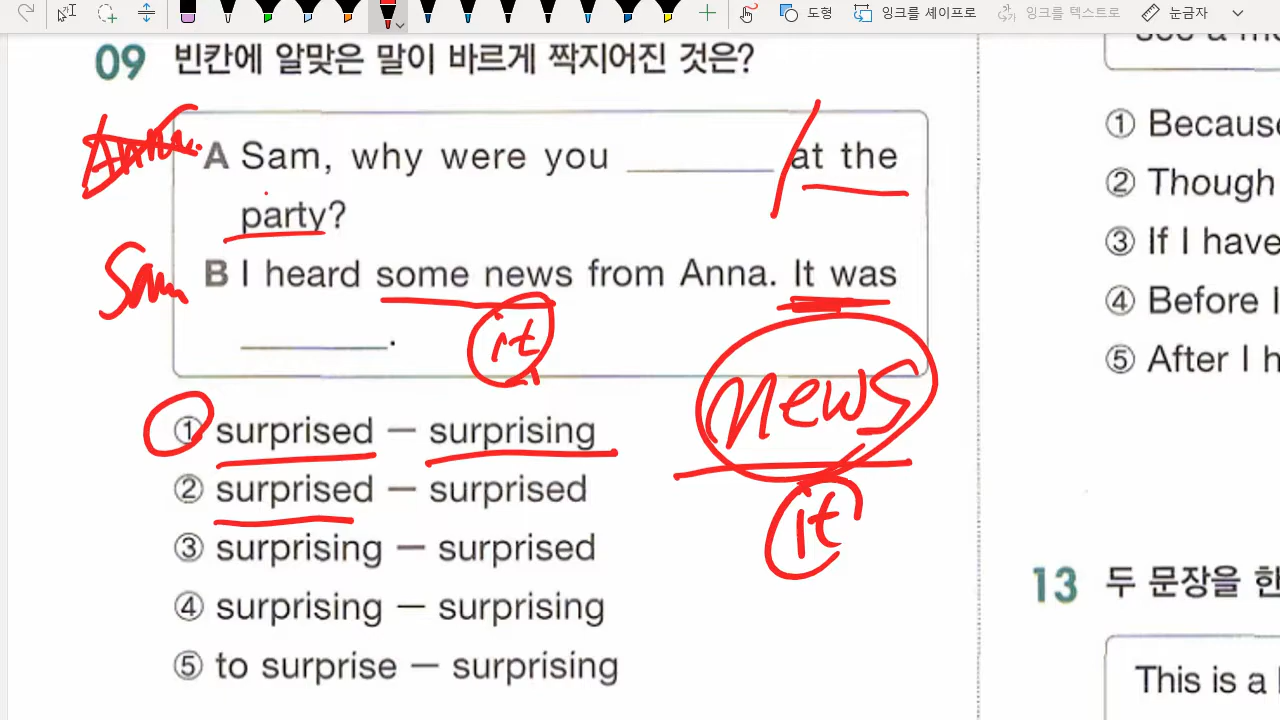 도형
잉크를 셰이프로
잉크를 텍스트로
눈금자
09 빈칸에 알맞은 말이 바르게 짝지어진 것은?
Anna
A Sam, why were you ________ at the
party?
Sam
B I heard some news from Anna. It was
________.
it
news
it
① surprised — surprising
② surprised — surprised
③ surprising — surprised
④ surprising — surprising
⑤ to surprise — surprising
① Because
② Though
③ If I have
④ Before I
⑤ After I h
13 두 문장을 한
This is a